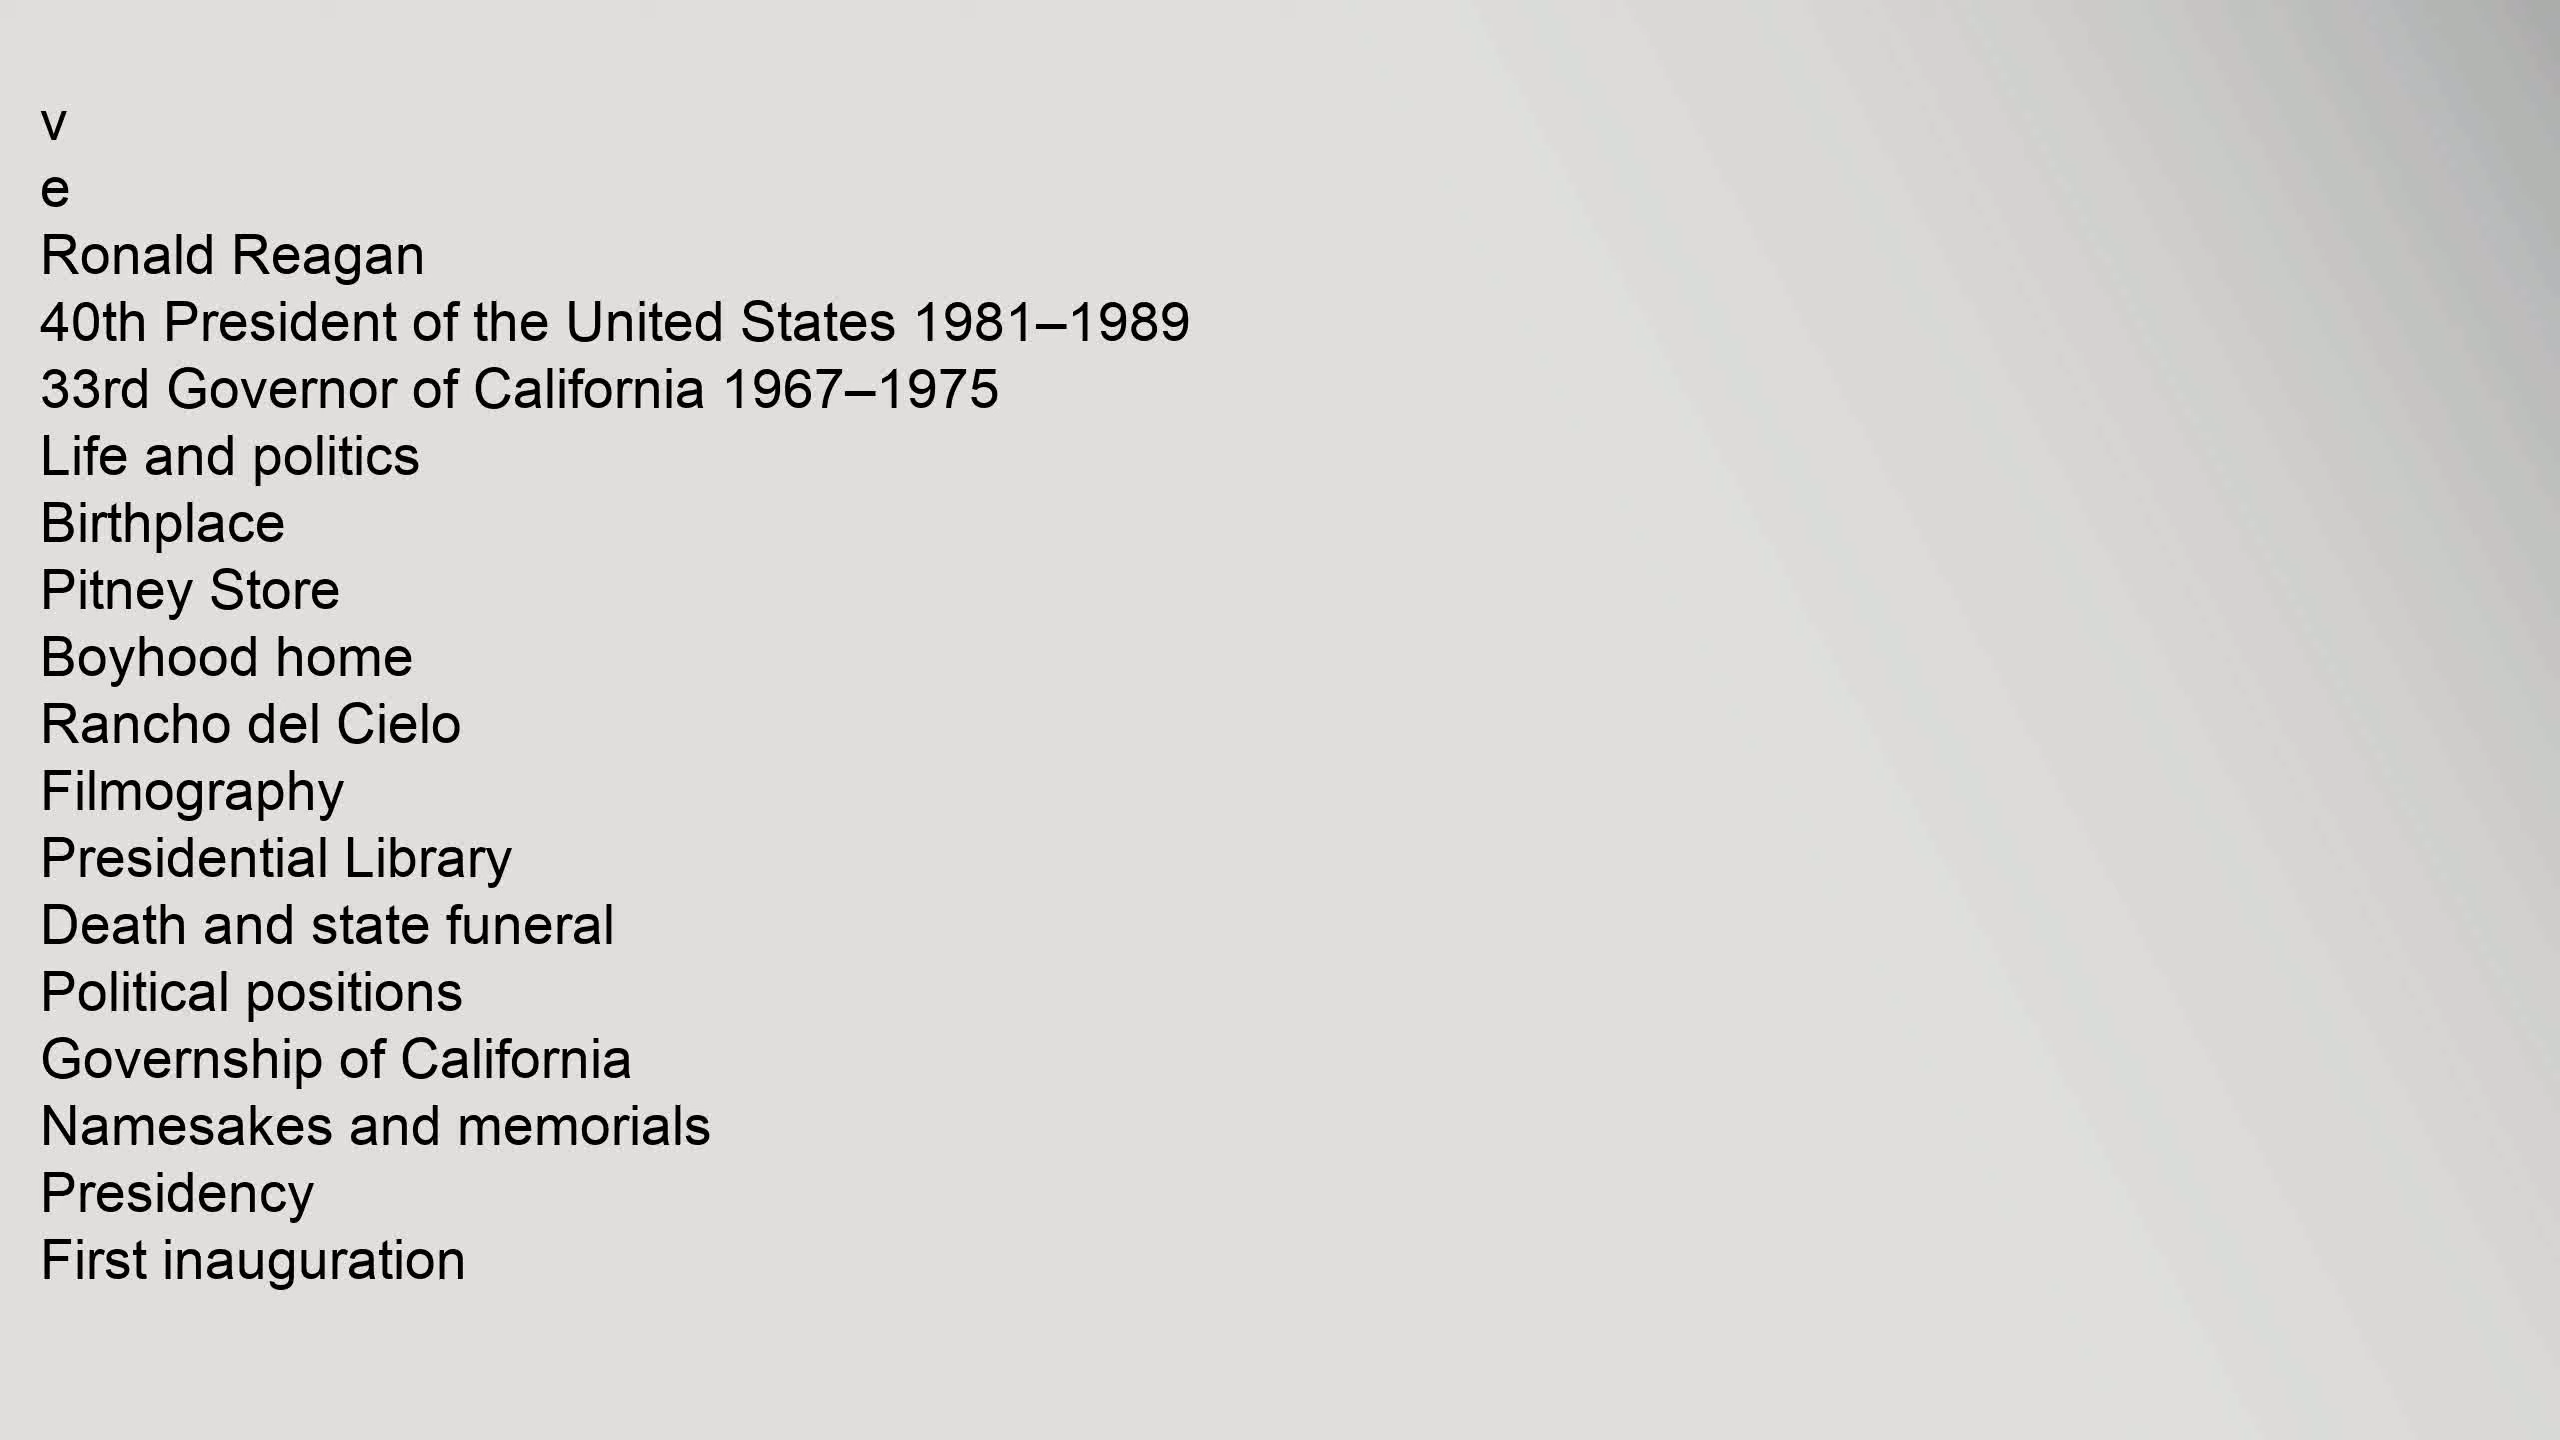 v
e
Ronald Reagan
40th President of the United States 1981–1989
33rd Governor of California 1967–1975
Life and politics
Birthplace
Pitney Store
Boyhood home
Rancho del Cielo
Filmography
Presidential Library
Death and state funeral
Political positions
Governship of California
Namesakes and memorials
Presidency
First inauguration